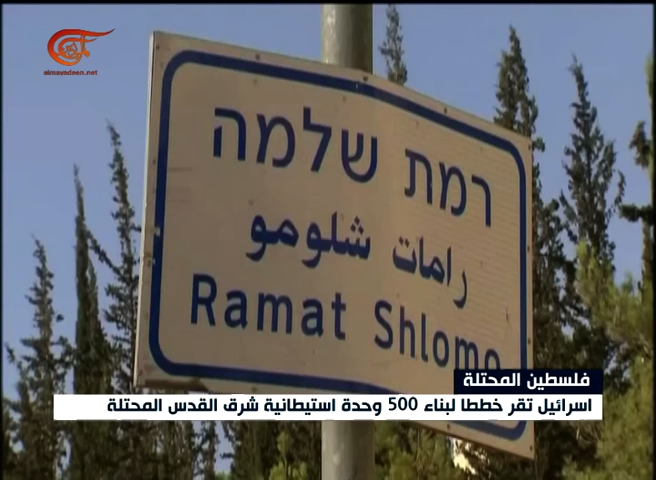 almayadeen.net
רמת שלמה
رامات شلومو
Ramat Shlomo
فلسطين المحتلة
اسرائيل تقر خططا لبناء 500 وحدة استيطانية شرق القدس المحتلة